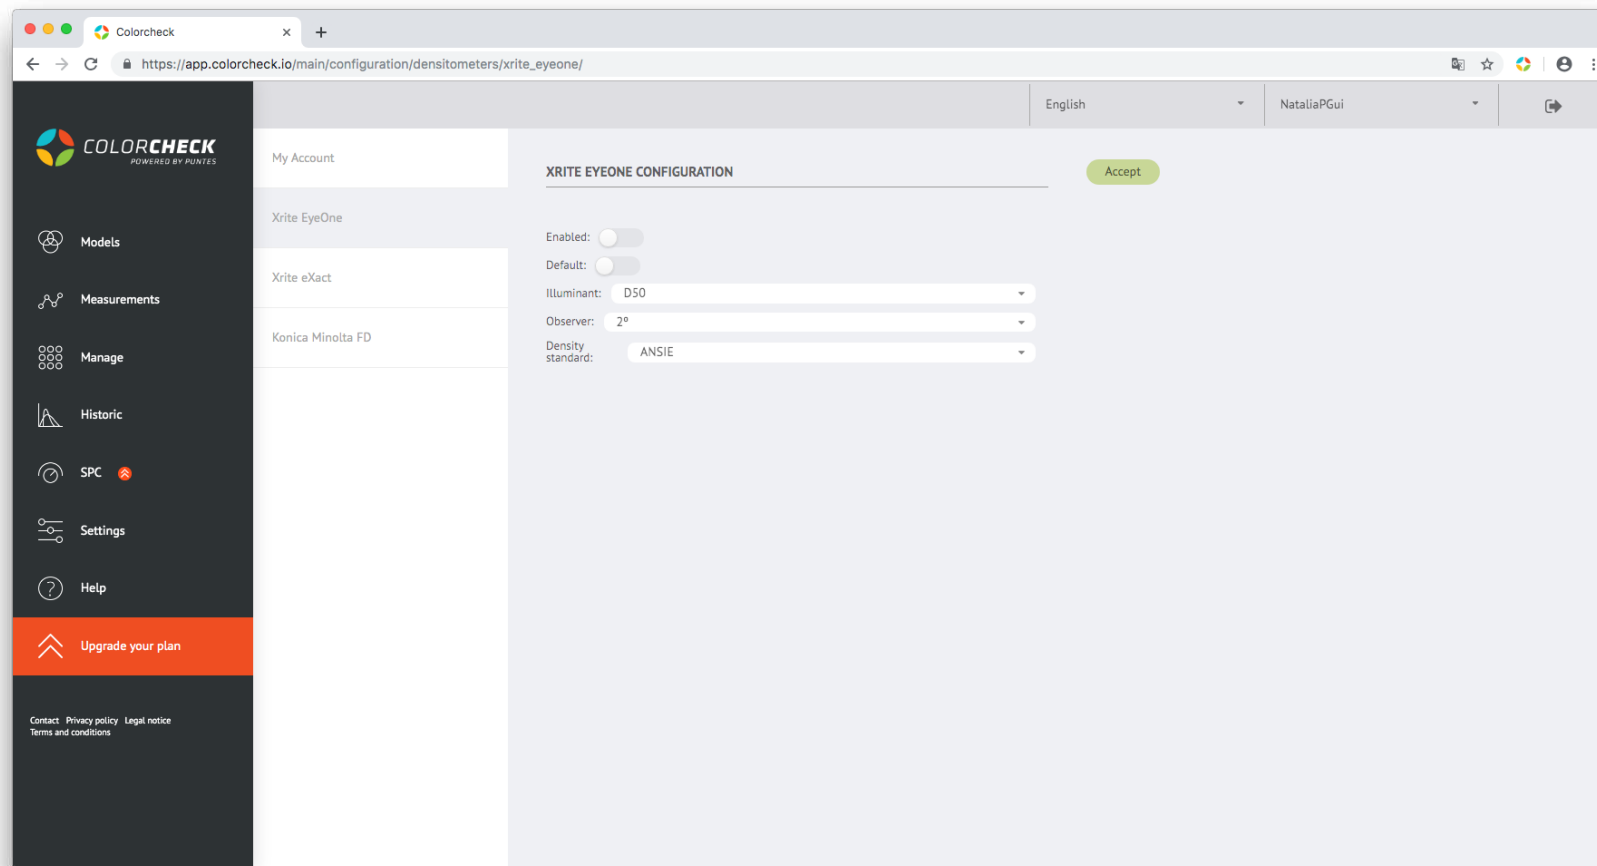 Colorcheck
https://app.colorcheck.io/main/configuration/densitometers/xrite_eyeone/
English
NataliaPGui
COLORCHECK
POWERED BY PUNTES
Models
Measurements
Manage
Historic
SPC
Settings
Help
Upgrade your plan
Contact Privacy policy Legal notice
Terms and conditions
My Account
Xrite EyeOne
Xrite eXact
Konica Minolta FD
XRITE EYEONE CONFIGURATION
Accept
Enabled:
Default:
Illuminant: D50
Observer: 2º
Density
standard: ANSIE